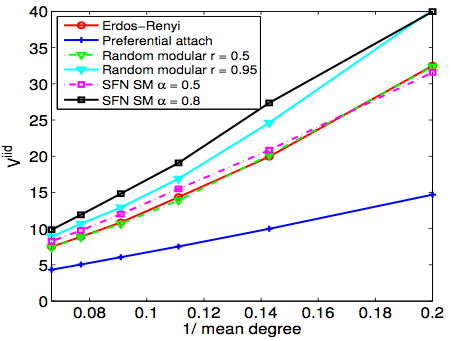 40
35
30
25
20
15
10
5
0
V^iid
Erdos-Renyi
Preferential attach
Random modular r = 0.5
Random modular r = 0.95
SFN SM α = 0.5
SFN SM α = 0.8
0.08 0.1 0.12 0.14 0.16 0.18 0.2
1/ mean degree